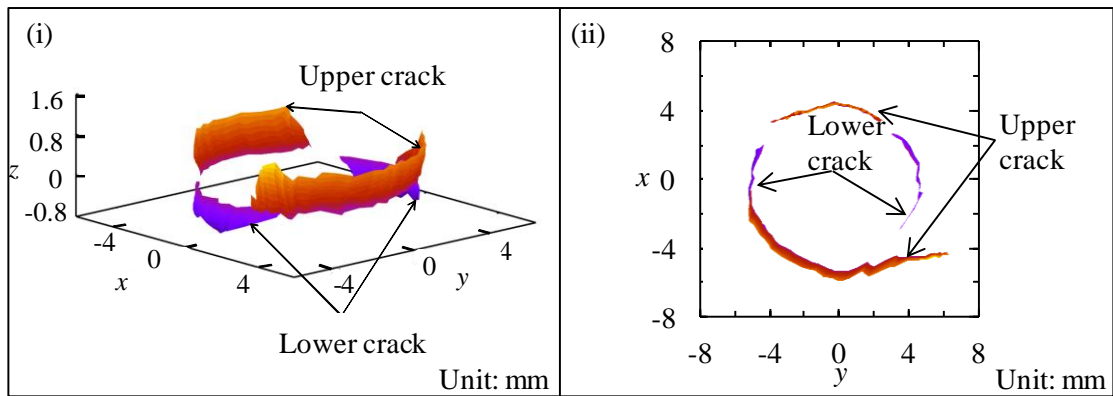 (i)
Upper crack
1.6
0.8
z
0
-0.8
-4
0
4
x
-4
0
4
y
Lower crack
Unit: mm
(ii)
8
4
0
-4
-8
x
Lower
crack
Upper
crack
-8
-4
0
4
8
y
Unit: mm